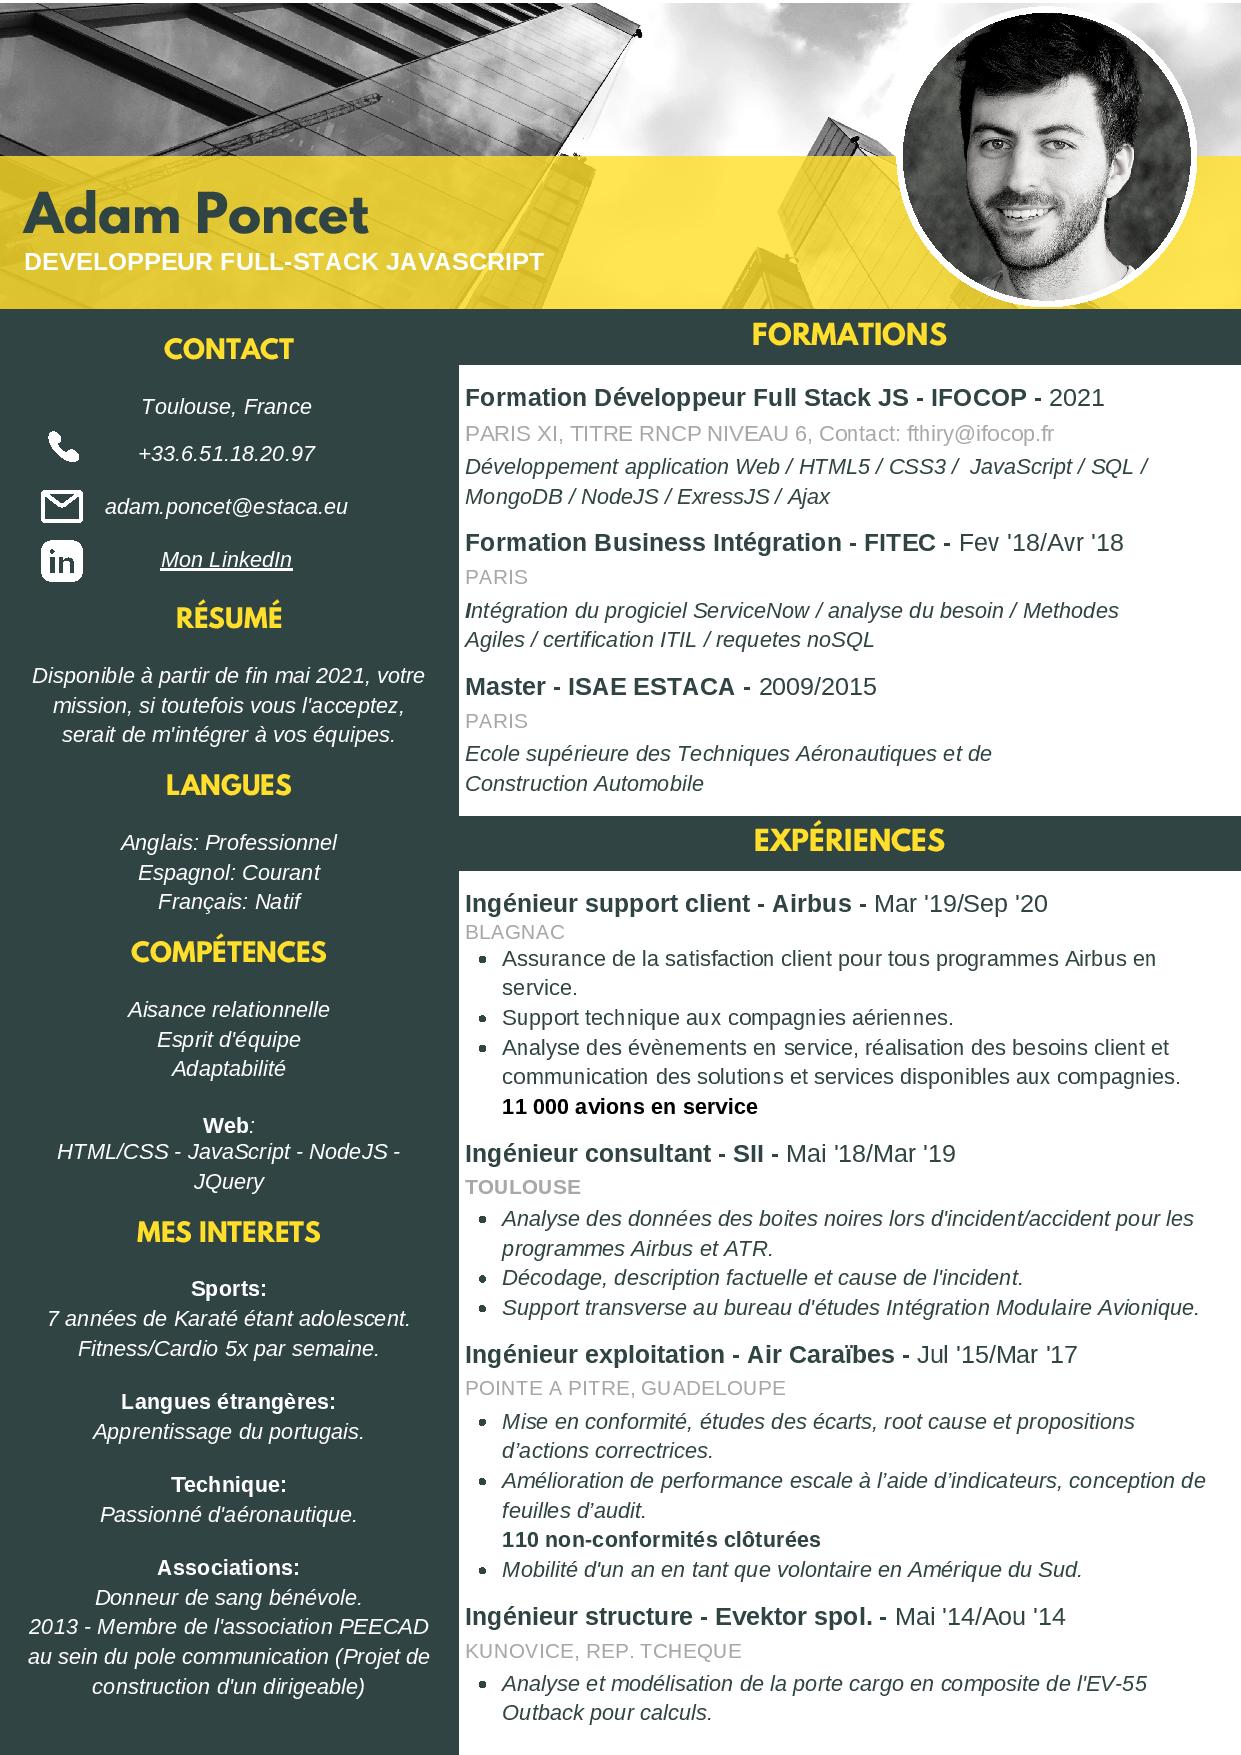 Adam Poncet
DEVELOPPEUR FULL-STACK JAVASCRIPT
CONTACT
Toulouse, France
+33.6.51.18.20.97
adam.poncet@estaca.eu
in Mon LinkedIn
RÉSUMÉ
Disponible à partir de fin mai 2021, votre
mission, si toutefois vous l'acceptez,
serait de m'intégrer à vos équipes.
LANGUES
Anglais: Professionnel
Espagnol: Courant
Français: Natif
COMPÉTENCES
Aisance relationnelle
Esprit d'équipe
Adaptabilité
Web:
HTML/CSS - JavaScript - NodeJS -
JQuery
MES INTERETS
Sports:
7 années de Karaté étant adolescent.
Fitness/Cardio 5x par semaine.
Langues étrangères:
Apprentissage du portugais.
Technique:
Passionné d'aéronautique.
Associations:
Donneur de sang bénévole.
2013 - Membre de l'association PEECAD
au sein du pole communication (Projet de
construction d'un dirigeable)
FORMATIONS
Formation Développeur Full Stack JS - IFOCOP - 2021
PARIS XI, TITRE RNCP NIVEAU 6, Contact: fthiry@ifocop.fr
Développement application Web / HTML5 / CSS3 / JavaScript / SQL /
MongoDB / NodeJS / ExressJS / Ajax
Formation Business Intégration - FITEC - Fev '18/Avr '18
PARIS
Intégration du progiciel ServiceNow / analyse du besoin / Methodes
Agiles / certification ITIL / requetes noSQL
Master - ISAE ESTACA - 2009/2015
PARIS
Ecole supérieure des Techniques Aéronautiques et de
Construction Automobile
EXPÉRIENCES
Ingénieur support client - Airbus - Mar '19/Sep '20
BLAGNAC
• Assurance de la satisfaction client pour tous programmes Airbus en
service.
• Support technique aux compagnies aériennes.
• Analyse des évènements en service, réalisation des besoins client et
communication des solutions et services disponibles aux compagnies.
11 000 avions en service
Ingénieur consultant - SII - Mai '18/Mar '19
TOULOUSE
• Analyse des données des boites noires lors d'incident/accident pour les
programmes Airbus et ATR.
• Décodage, description factuelle et cause de l'incident.
• Support transverse au bureau d'études Intégration Modulaire Avionique.
Ingénieur exploitation - Air Caraïbes - Jul '15/Mar '17
POINTE A PITRE, GUADELOUPE
• Mise en conformité, études des écarts, root cause et propositions
d’actions correctrices.
• Amélioration de performance escale à l’aide d’indicateurs, conception de
feuilles d’audit.
110 non-conformités clôturées
• Mobilité d'un an en tant que volontaire en Amérique du Sud.
Ingénieur structure - Evektor spol. - Mai '14/Aou '14
KUNOVICE, REP. TCHEQUE
• Analyse et modélisation de la porte cargo en composite de l'EV-55
Outback pour calculs.